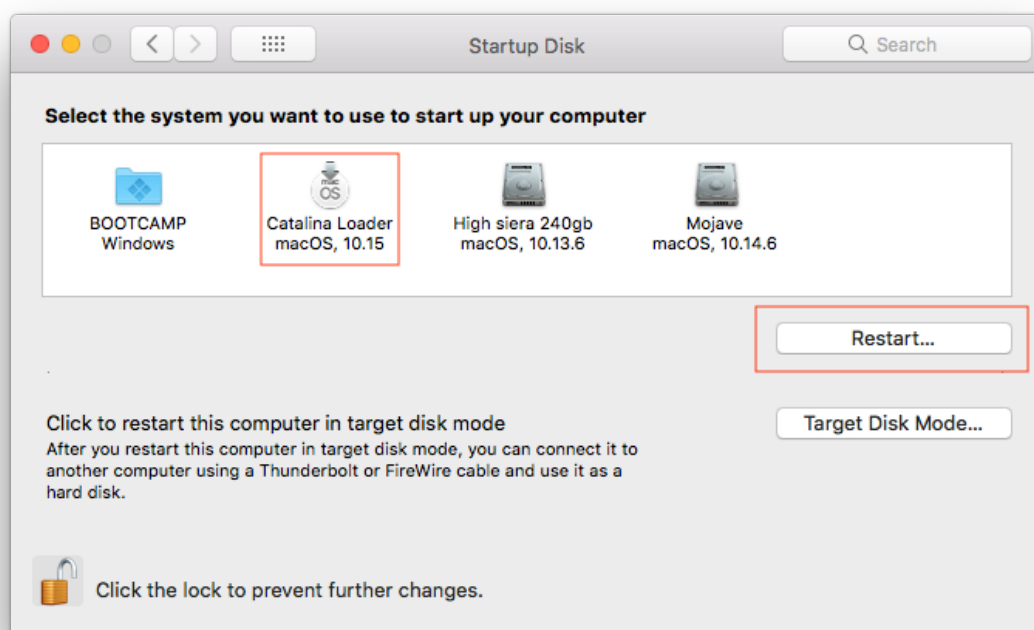 Startup Disk
Search
Select the system you want to use to start up your computer
mac
OS
BOOTCAMP
Windows
Catalina Loader
macOS, 10.15
High siera 240gb
macOS, 10.13.6
Mojave
macOS, 10.14.6
Restart...
Click to restart this computer in target disk mode
Target Disk Mode...
After you restart this computer in target disk mode, you can connect it to
another computer using a Thunderbolt or FireWire cable and use it as a
hard disk.
Click the lock to prevent further changes.